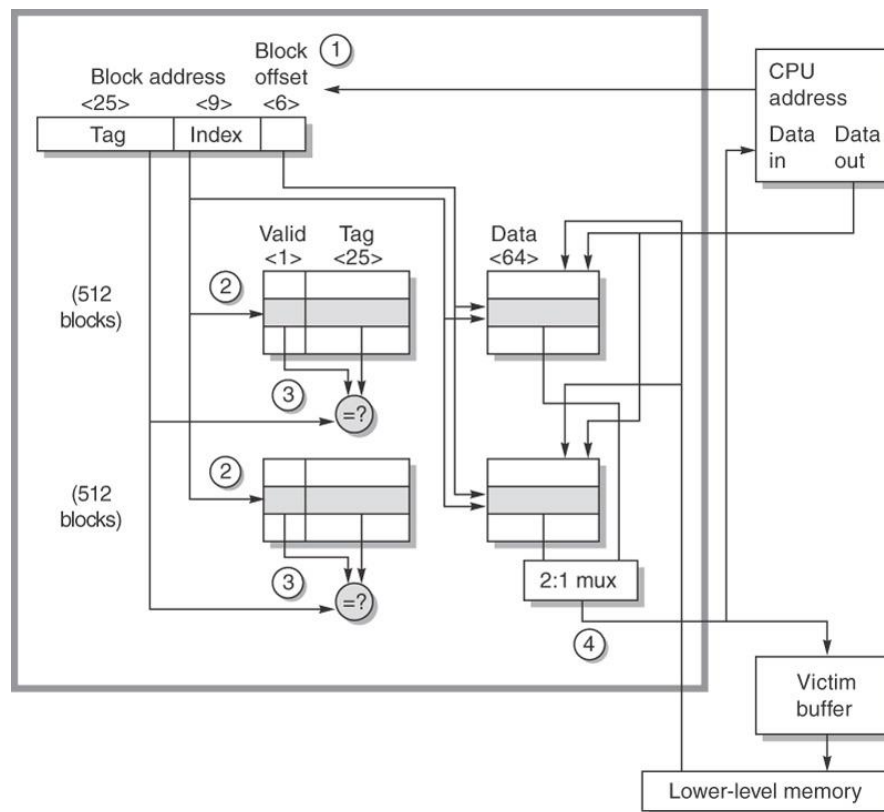 Block address
<25>
<9>
Block
offset
<6>
1
Tag
Index
CPU
address
Data
in
Data
out
Valid
<1>
Tag
<25>
Data
<64>
(512
blocks)
2
3
=?
(512
blocks)
2
3
=?
2:1 mux
4
Victim
buffer
Lower-level memory